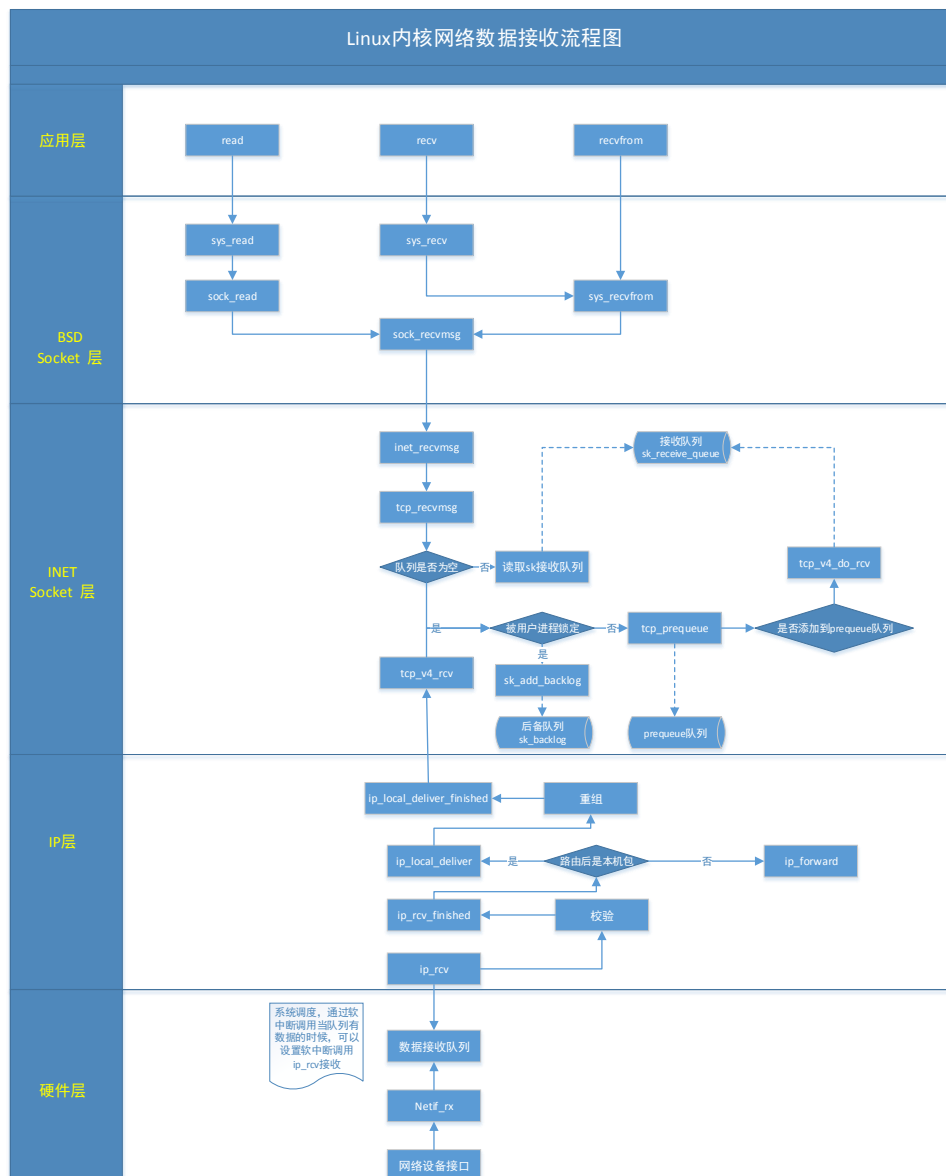 Linux内核网络数据接收流程图
应用层
read
recv
recvfrom
BSD
Socket 层
sys_read
sys_recv
sock_read
sys_recvfrom
sock_recvmsg
INET
Socket 层
inet_recvmsg
接收队列
sk_receive_queue
tcp_recvmsg
队列是否为空
否
读取sk接收队列
tcp_v4_do_rcv
是
被用户进程锁定
否
tcp_prequeue
是否添加到prequeue队列
是
tcp_v4_rcv
sk_add_backlog
后备队列
sk_backlog
prequeue队列
IP层
ip_local_deliver_finished
重组
ip_local_deliver
是
路由后是本机包
否
ip_forward
ip_rcv_finished
校验
ip_rcv
硬件层
系统调度，通过软
中断调用当队列有
数据的时候，可以
设置软中断调用
ip_rcv接收
数据接收队列
Netif_rx
网络设备接口